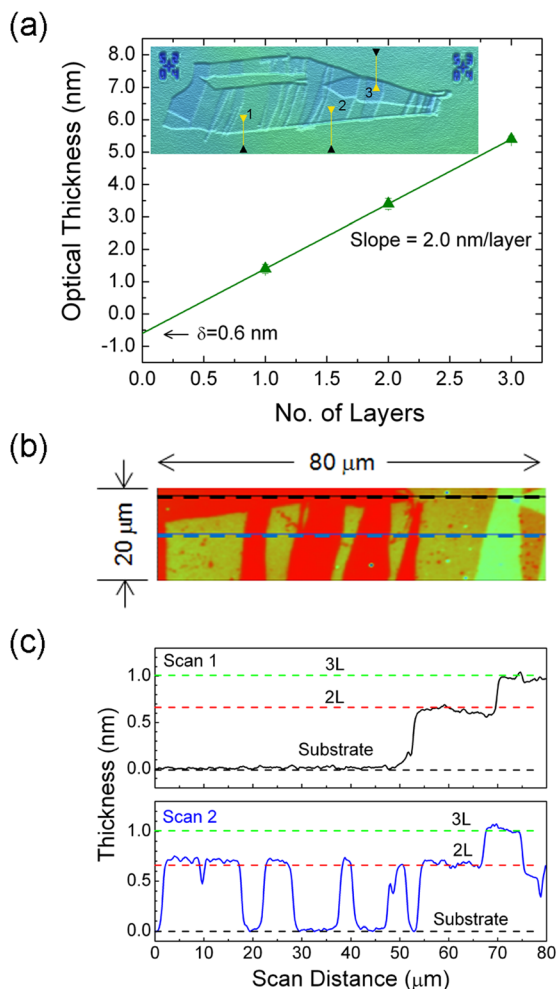 (a)
8.0
7.0
6.0
5.0
4.0
3.0
2.0
1.0
0.0
-1.0
Optical Thickness (nm)
1
2
3
Slope = 2.0 nm/layer
δ=0.6 nm
0.0 0.5 1.0 1.5 2.0 2.5 3.0
No. of Layers
(b)
80 μm
20 μm
(c)
Scan 1
3L
2L
Substrate
1.0
0.5
0.0
Thickness (nm)
Scan 2
3L
2L
Substrate
1.0
0.5
0.0
0 10 20 30 40 50 60 70 80
Scan Distance (μm)